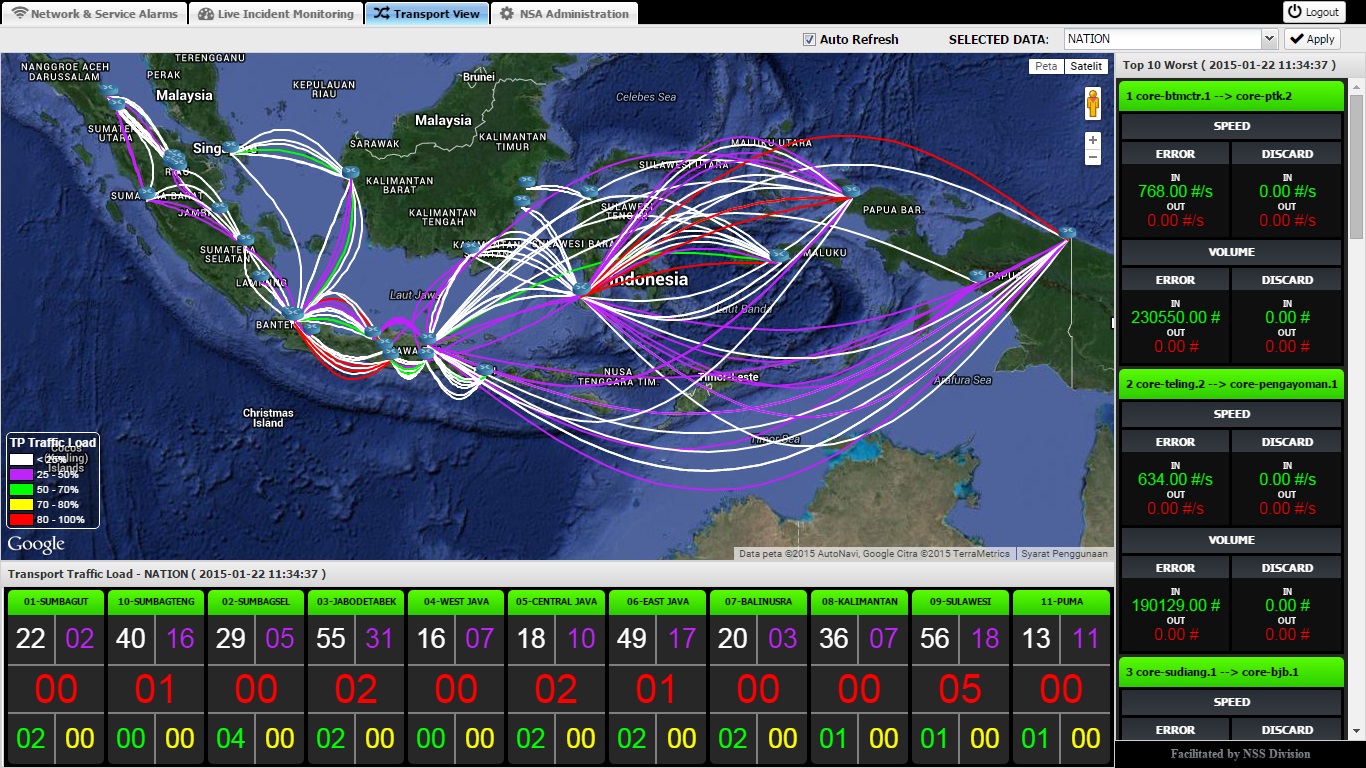 Network & Service Alarms
Live Incident Monitoring
Transport View
NSA Administration
Logout
Auto Refresh
SELECTED DATA:
NATION
Apply
NANGGROE ACEH
DARUSSALAM
TERENGGANU
PERAK
Malaysia
KEPULAUAN
RIAU
Brunei
Malaysia
Celebes Sea
Peta
Satelit
SUMATERA
UTARA
SARAWAK
KALIMANTAN
TIMUR
MALUKU UTARA
SULAWESI UTARA
RIAU
KALIMANTAN
BARAT
SUMATERA BARAT
JAMBI
KALIMANTAN
TENGAH
SULAWESI
TENGAH
PAPUA BAR.
SUMATERA
SELATAN
SULAWESI BARAT
MALUKU
LAMPUNG
Indonesia
PAPUA
Laut Jawa
Laut Banda
BANTEN
NUSA
TENGGARA TIM.
Timor-Leste
Arafura Sea
Christmas
Island
Timor Sea
TP Traffic Load
Cocos
(Keeling)
Islands
< 25%
25 - 50%
50 - 70%
70 - 80%
80 - 100%
Google
Data peta ©2015 AutoNavi, Google Citra ©2015 TerraMetrics
Syarat Penggunaan
Transport Traffic Load - NATION ( 2015-01-22 11:34:37 )
01-SUMBAGUT 10-SUMBAGTENG 02-SUMBAGSEL 03-JABODETABEK 04-WEST JAVA 05-CENTRAL JAVA 06-EAST JAVA 07-BALINUSRA 08-KALIMANTAN 09-SULAWESI 11-PUMA
22 02 40 16 29 05 55 31 16 07 18 10 49 17 20 03 36 07 56 18 13 11
00 01 00 02 00 02 01 00 00 05 00
02 00 00 00 04 00 02 00 00 00 02 00 02 00 02 00 01 00 01 00 01 00
Top 10 Worst ( 2015-01-22 11:34:37 )
1 core-btmctr.1 --> core-ptk.2
SPEED
ERROR DISCARD
IN IN
768.00 #/s 0.00 #/s
OUT OUT
0.00 #/s 0.00 #/s
VOLUME
ERROR DISCARD
IN IN
230550.00 # 0.00 #
OUT OUT
0.00 # 0.00 #
2 core-teling.2 --> core-pengayoman.1
SPEED
ERROR DISCARD
IN IN
634.00 #/s 0.00 #/s
OUT OUT
0.00 #/s 0.00 #/s
VOLUME
ERROR DISCARD
IN IN
190129.00 # 0.00 #
OUT OUT
0.00 # 0.00 #
3 core-sudiang.1 --> core-bjb.1
SPEED
ERROR DISCARD
Facilitated by NSS Division